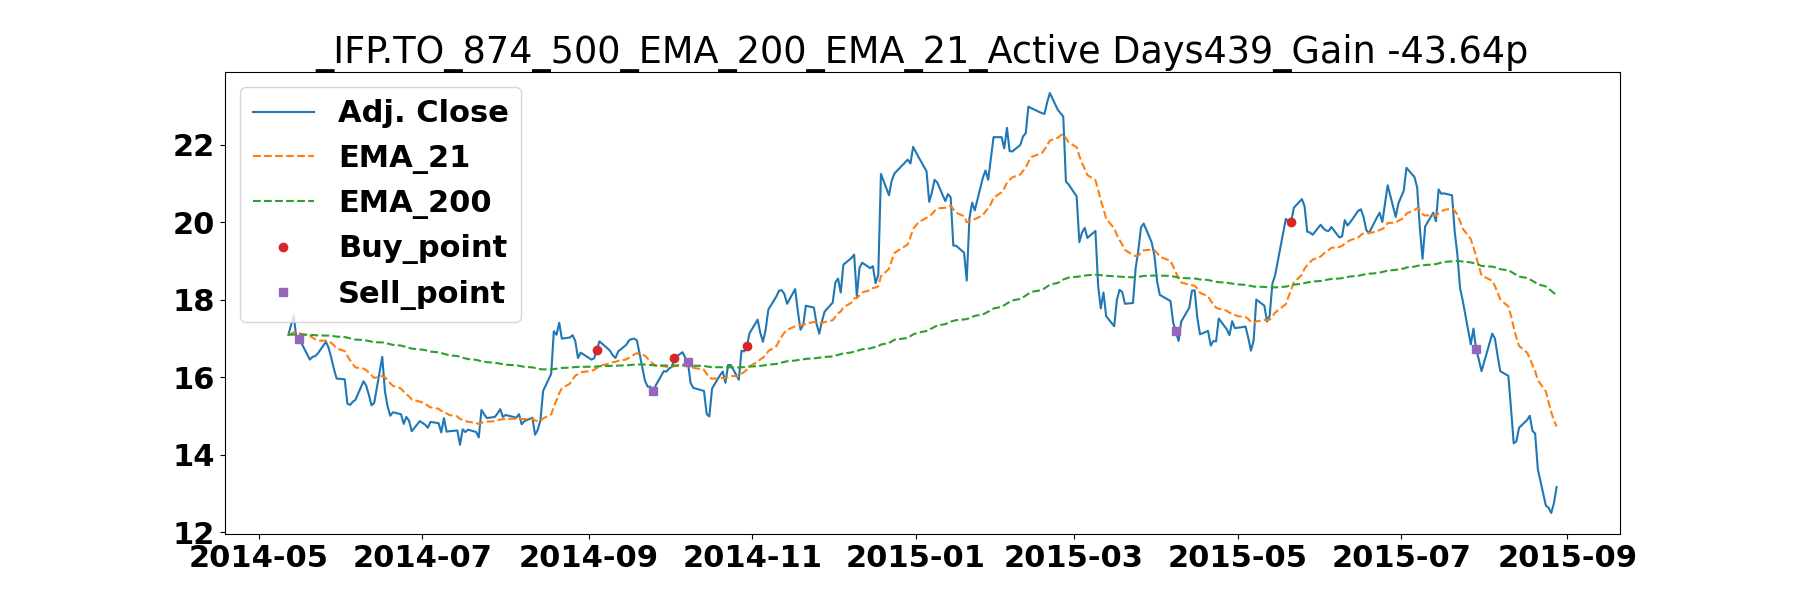 _IFP.TO_874_500_EMA_200_EMA_21_Active Days439_Gain -43.64p
Adj. Close
EMA_21
EMA_200
Buy_point
Sell_point
22
20
18
16
14
12
2014-05 2014-07 2014-09 2014-11 2015-01 2015-03 2015-05 2015-07 2015-09